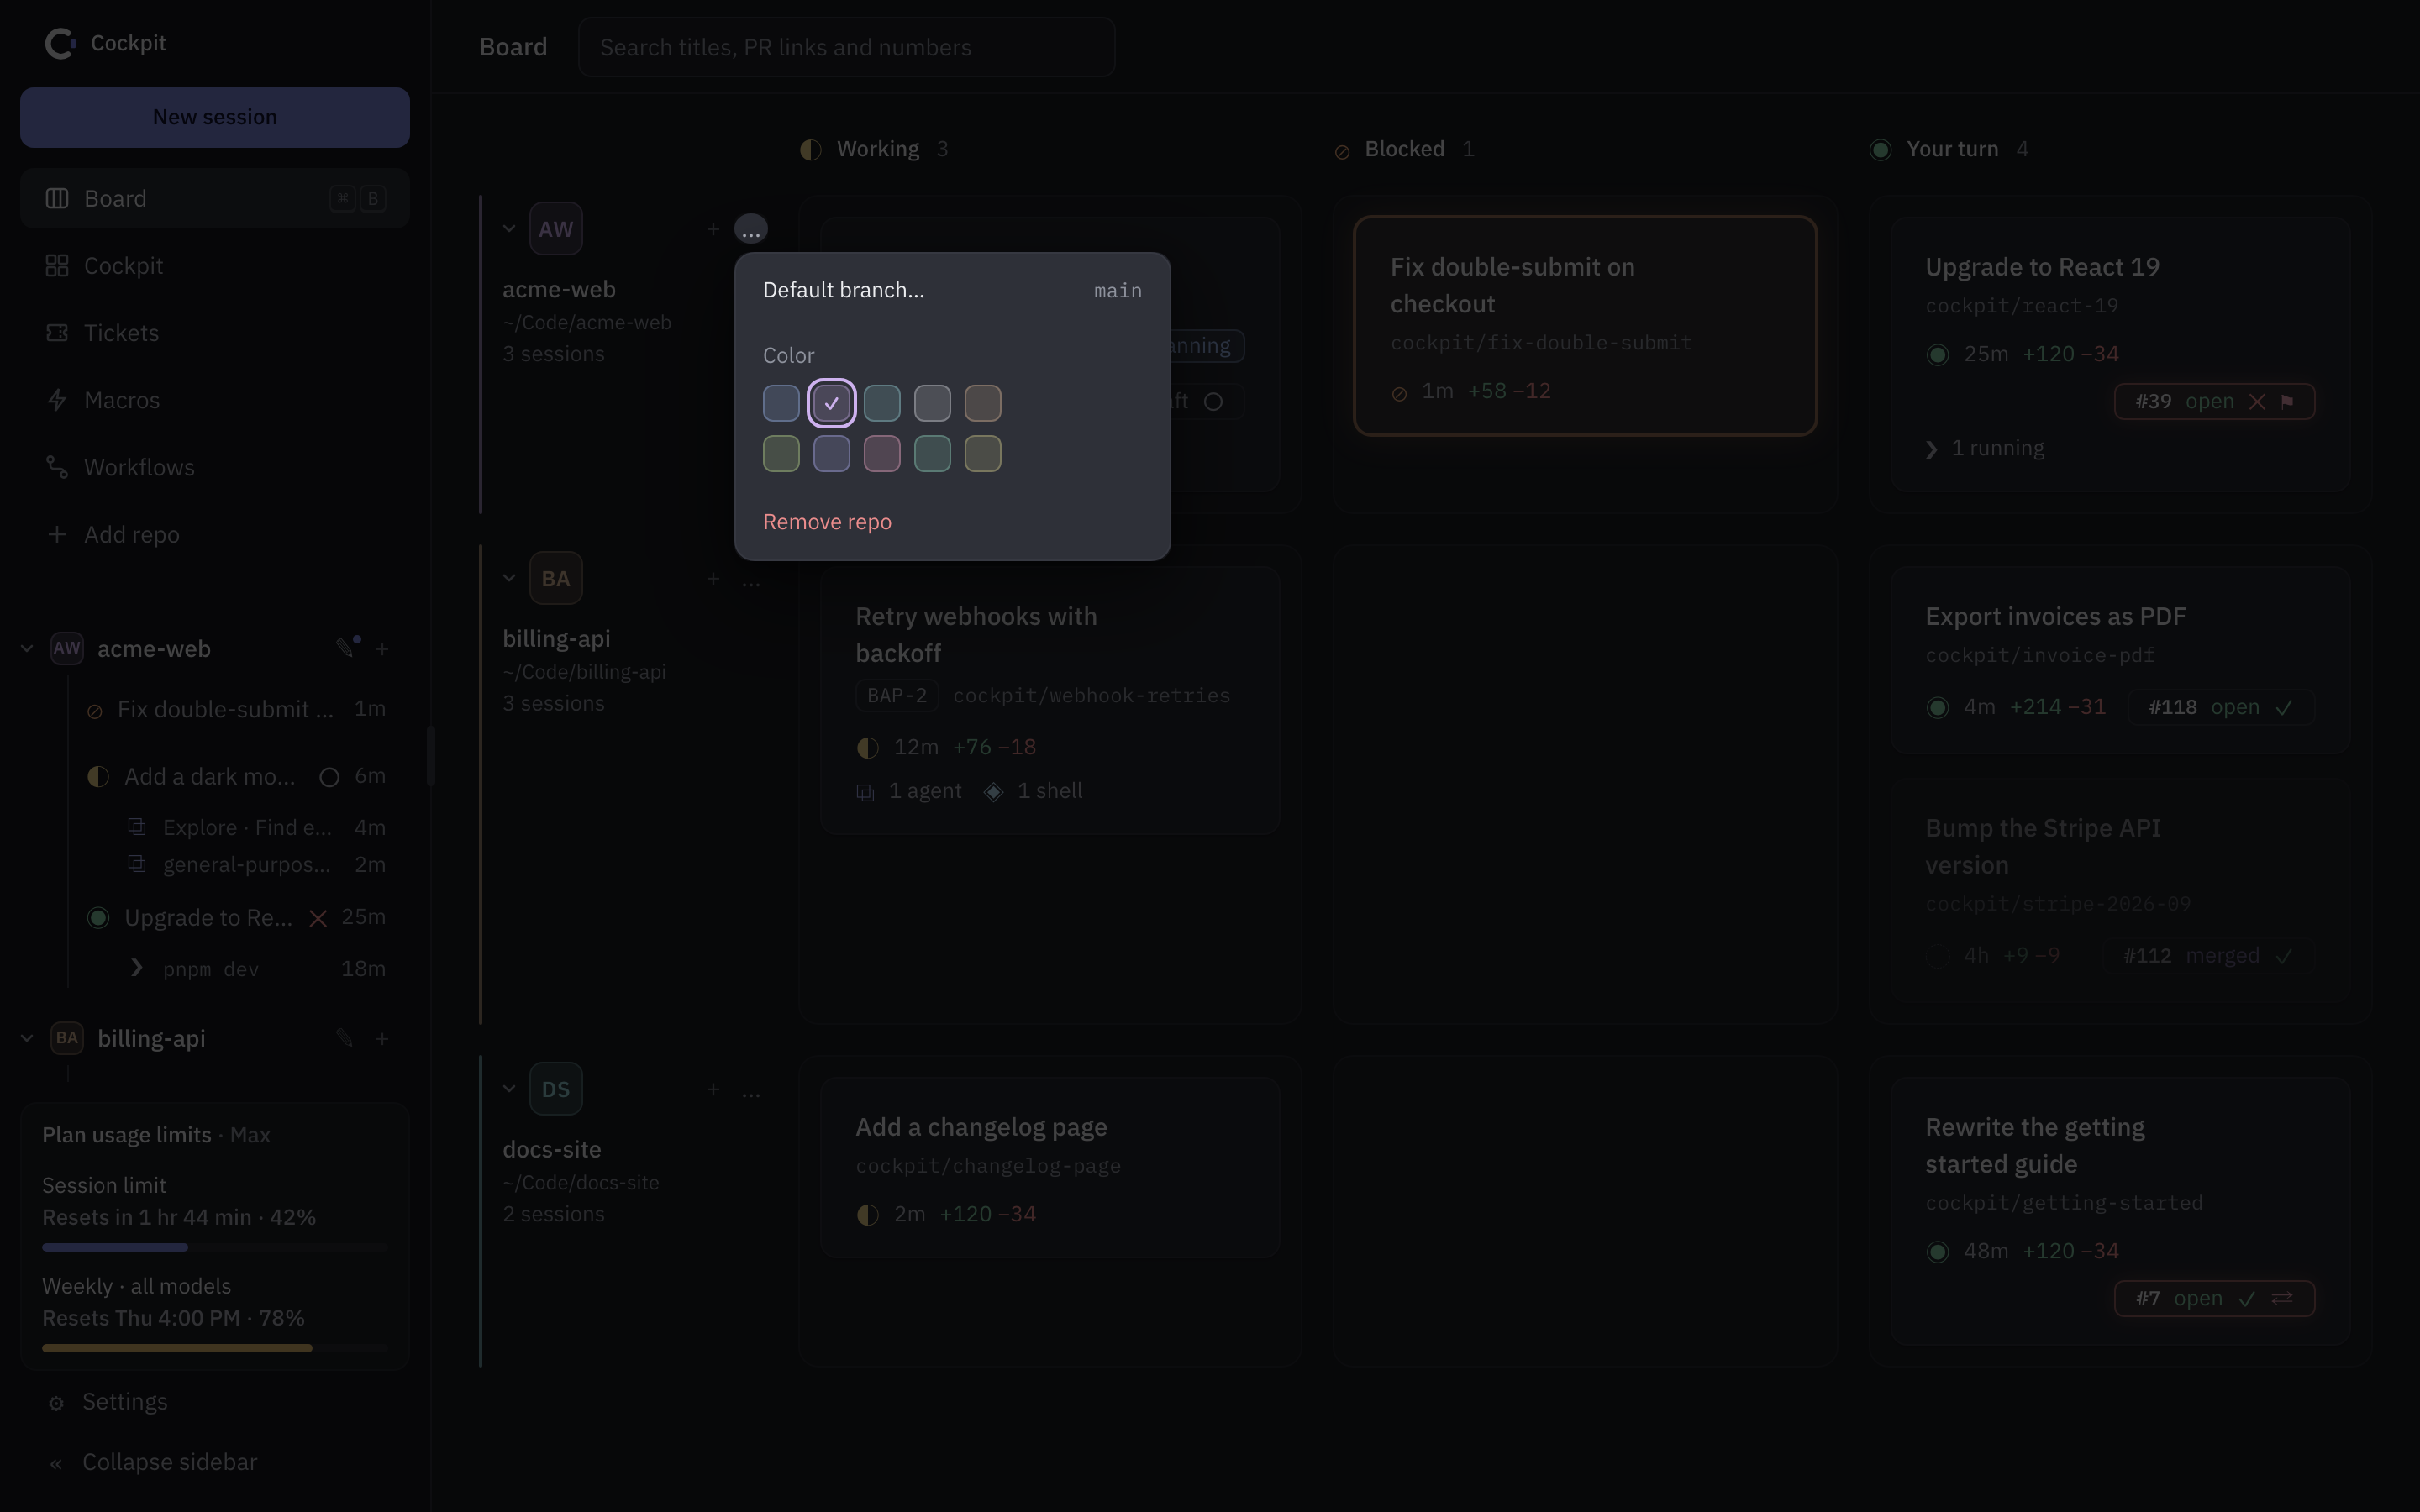 Cockpit
New session
Board ⌘ B
Cockpit
Tickets
Macros
Workflows
+ Add repo
AW acme-web +
Fix double-submit ... 1m
Add a dark mo... 6m
Explore · Find e... 4m
general-purpos... 2m
Upgrade to Re... 25m
pnpm dev 18m
BA billing-api +
Plan usage limits · Max
Session limit
Resets in 1 hr 44 min · 42%
Weekly · all models
Resets Thu 4:00 PM · 78%
Settings
« Collapse sidebar
Board
Search titles, PR links and numbers
Working 3
Blocked 1
Your turn 4
AW + ...
acme-web
~/Code/acme-web
3 sessions
Default branch... main
Color
Remove repo
Fix double-submit on
checkout
cockpit/fix-double-submit
1m +58 −12
Upgrade to React 19
cockpit/react-19
25m +120 −34
#39 open
1 running
BA + ...
billing-api
~/Code/billing-api
3 sessions
Retry webhooks with
backoff
BAP-2 cockpit/webhook-retries
12m +76 −18
1 agent 1 shell
Export invoices as PDF
cockpit/invoice-pdf
4m +214 −31 #118 open ✓
Bump the Stripe API
version
cockpit/stripe-2026-09
4h +9 −9 #112 merged ✓
DS + ...
docs-site
~/Code/docs-site
2 sessions
Add a changelog page
cockpit/changelog-page
2m +120 −34
Rewrite the getting
started guide
cockpit/getting-started
48m +120 −34
#7 open ✓